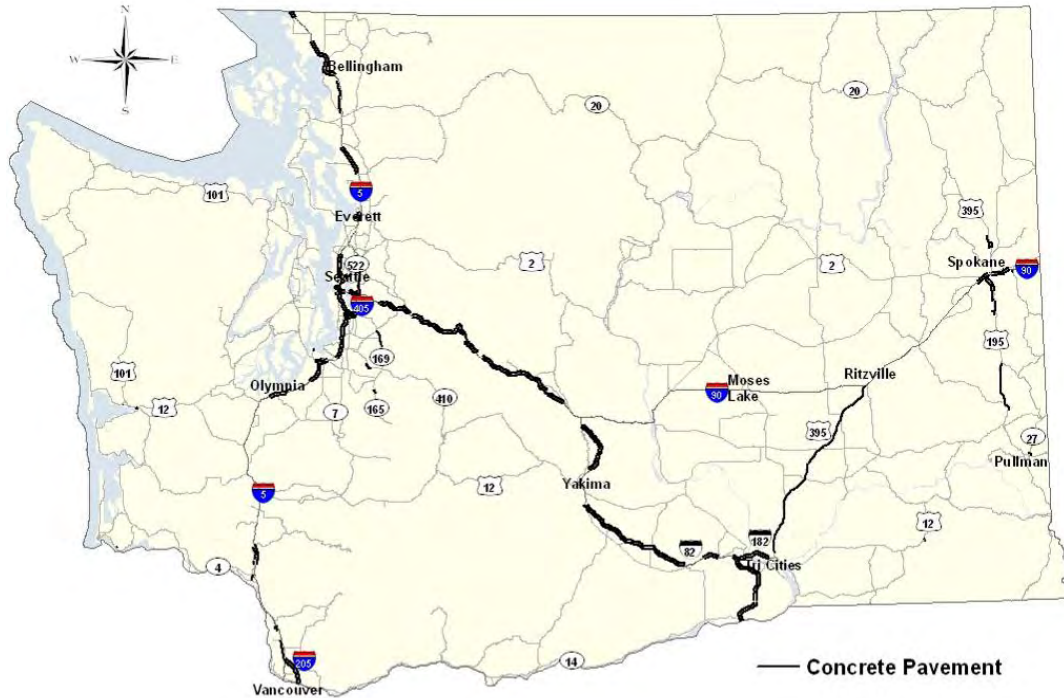 N
W E
S
Bellingham
20
20
5
101
Everett
395
522
2
2
Spokane
90
Seattle
405
195
169
Ritzville
101
Olympia
Moses
Lake
90
12
7
165
410
395
27
Pullman
12
Yakima
5
12
182
82
Tri Cities
4
205
14
Vancouver
Concrete Pavement